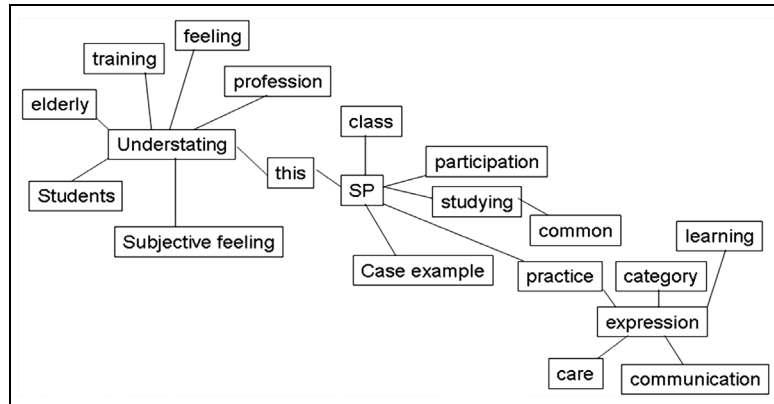 feeling
training
profession
elderly
class
Understating
participation
this
SP
Students
studying
learning
common
Subjective feeling
Case example
practice
category
expression
care
communication